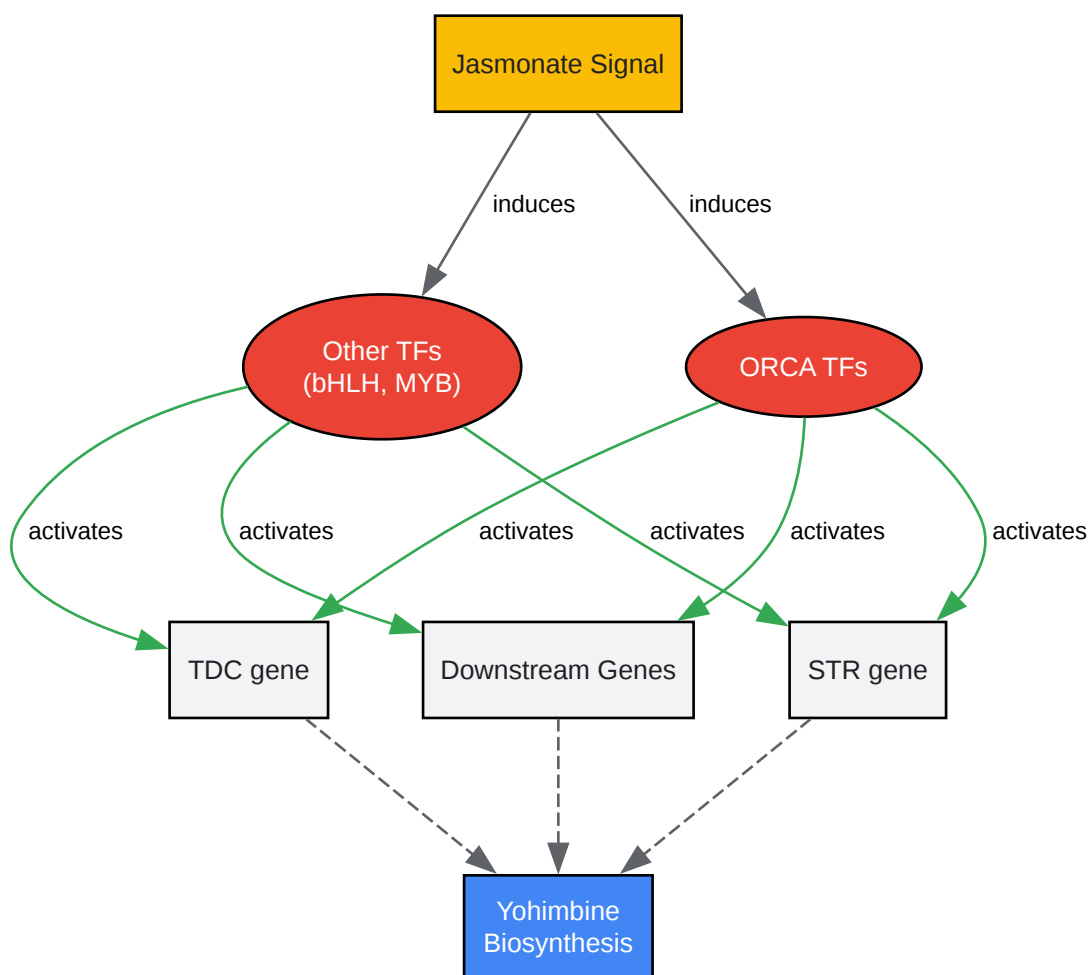 Jasmonate Signal
induces
induces
Other TFs
(bHLH, MYB)
ORCA TFs
activates
activates
activates
activates
activates
activates
TDC gene
Downstream Genes
STR gene
Yohimbine
Biosynthesis